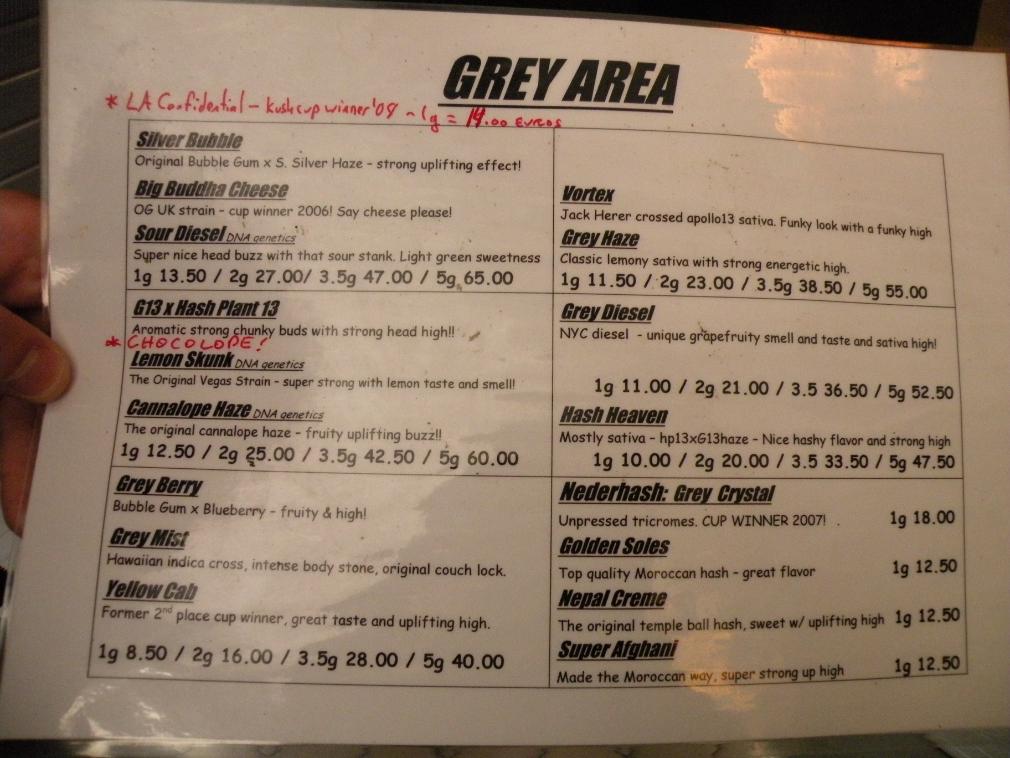 GREY AREA
* LA Confidential - kush cup winner '08 ~ 1g = 14.00 EUROS
Silver Bubble
Original Bubble Gum x S. Silver Haze - strong uplifting effect!
Big Buddha Cheese
OG UK strain - cup winner 2006! Say cheese please!
Sour Diesel DNA genetics
Super nice head buzz with that sour stank. Light green sweetness
1g 13.50 / 2g 27.00/ 3.5g 47.00 / 5g 65.00
G13 x Hash Plant 13
Aromatic strong chunky buds with strong head high!!
* CHOCOLOPE!
Lemon Skunk DNA genetics
The Original Vegas Strain - super strong with lemon taste and smell!
Cannalope Haze DNA genetics
The original cannalope haze - fruity uplifting buzz!!
1g 12.50 / 2g 25.00 / 3.5g 42.50 / 5g 60.00
Grey Berry
Bubble Gum x Blueberry - fruity & high!
Grey Mist
Hawaiian indica cross, intense body stone, original couch lock.
Yellow Cab
Former 2nd place cup winner, great taste and uplifting high.
1g 8.50 / 2g 16.00 / 3.5g 28.00 / 5g 40.00
Vortex
Jack Herer crossed apollo13 sativa. Funky look with a funky high
Grey Haze
Classic lemony sativa with strong energetic high.
1g 11.50 / 2g 23.00 / 3.5g 38.50 / 5g 55.00
Grey Diesel
NYC diesel - unique grapefruity smell and taste and sativa high!
1g 11.00 / 2g 21.00 / 3.5 36.50 / 5g 52.50
Hash Heaven
Mostly sativa - hp13xG13haze - Nice hashy flavor and strong high
1g 10.00 / 2g 20.00 / 3.5 33.50 / 5g 47.50
Nederhash: Grey Crystal
Unpressed tricromes. CUP WINNER 2007! . 1g 18.00
Golden Soles
Top quality Moroccan hash - great flavor 1g 12.50
Nepal Creme
The original temple ball hash, sweet w/ uplifting high 1g 12.50
Super Afghani
Made the Moroccan way, super strong up high 1g 12.50